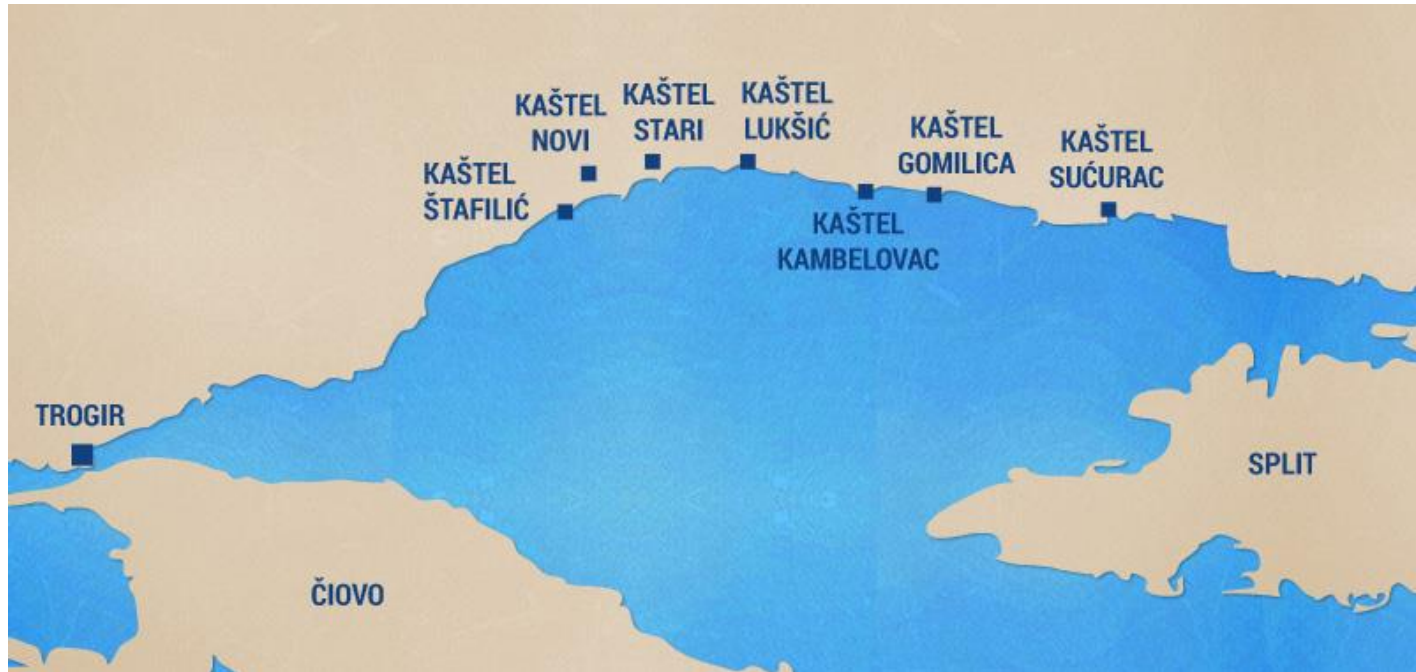 KAŠTEL
NOVI
KAŠTEL
STARI
KAŠTEL
LUKŠIĆ
KAŠTEL
GOMILICA
KAŠTEL
SUĆURAC
KAŠTEL
ŠTAFILIĆ
KAŠTEL
KAMBELOVAC
TROGIR
SPLIT
ČIOVO